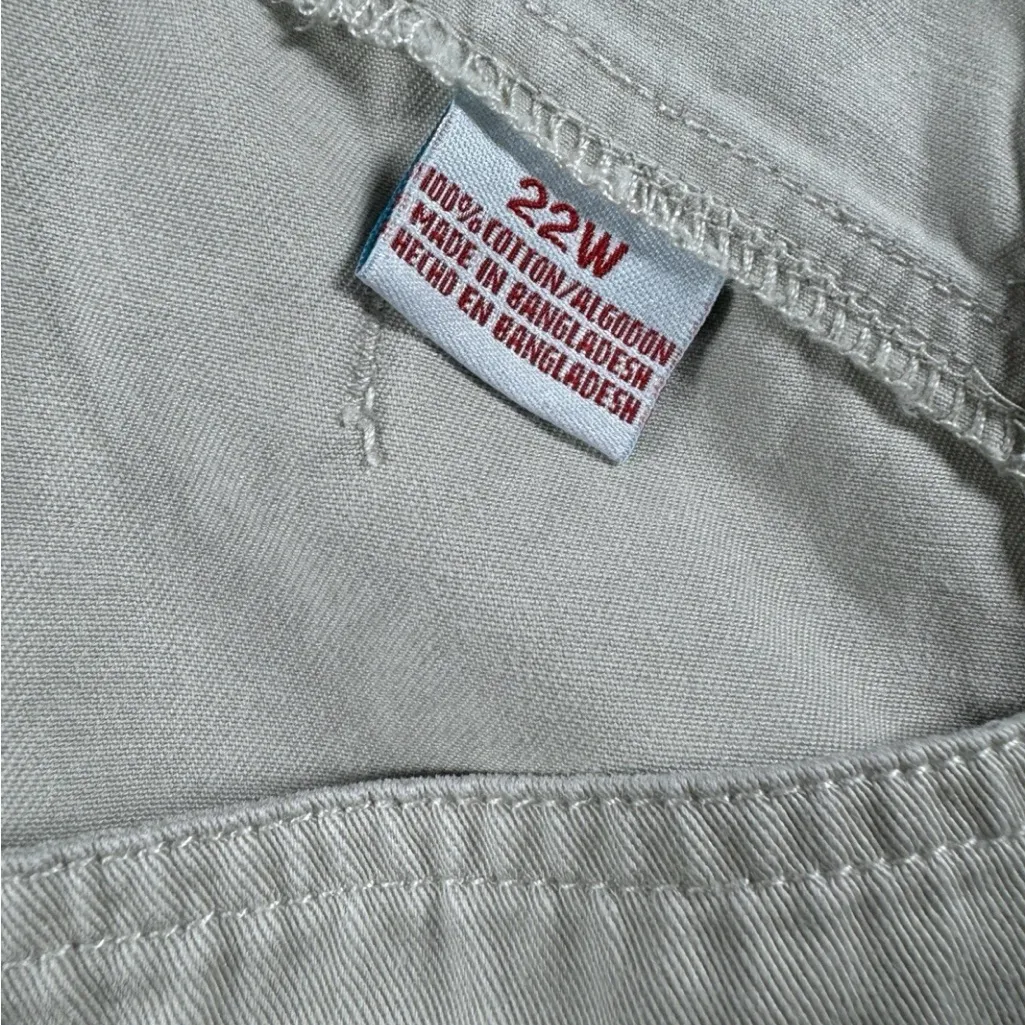 22W
100% COTTON/ALGODON
MADE IN BANGLADESH
HECHO EN BANGLADESH